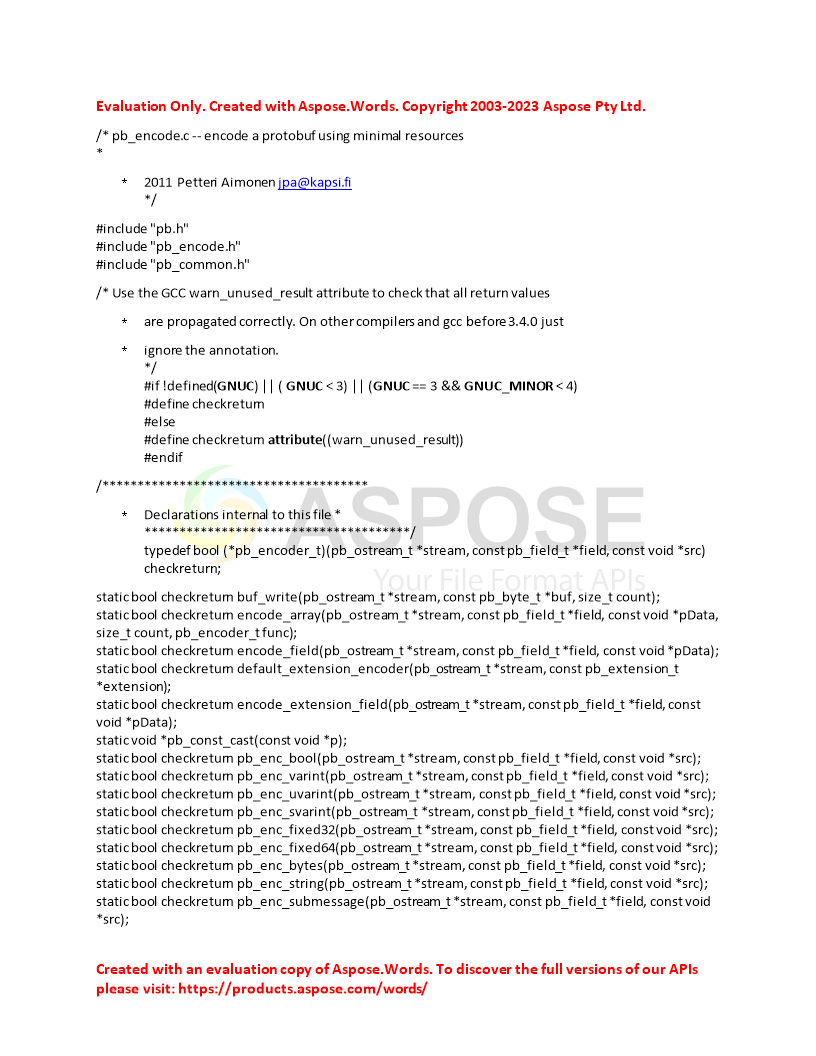 Evaluation Only. Created with Aspose.Words. Copyright 2003-2023 Aspose Pty Ltd.
/* pb_encode.c -- encode a protobuf using minimal resources
*
* 2011 Petteri Aimonen jpa@kapsi.fi
*/
#include "pb.h"
#include "pb_encode.h"
#include "pb_common.h"
/* Use the GCC warn_unused_result attribute to check that all return values
* are propagated correctly. On other compilers and gcc before 3.4.0 just
* ignore the annotation.
*/
#if !defined(GNUC) || ( GNUC < 3) || (GNUC == 3 && GNUC_MINOR < 4)
#define checkreturn
#else
#define checkreturn attribute((warn_unused_result))
#endif
/**************************************
* Declarations internal to this file *
**************************************/
typedef bool (*pb_encoder_t)(pb_ostream_t *stream, const pb_field_t *field, const void *src)
checkreturn;
ASPOSE
Your File Format APIs
static bool checkreturn buf_write(pb_ostream_t *stream, const pb_byte_t *buf, size_t count);
static bool checkreturn encode_array(pb_ostream_t *stream, const pb_field_t *field, const void *pData,
size_t count, pb_encoder_t func);
static bool checkreturn encode_field(pb_ostream_t *stream, const pb_field_t *field, const void *pData);
static bool checkreturn default_extension_encoder(pb_ostream_t *stream, const pb_extension_t
*extension);
static bool checkreturn encode_extension_field(pb_ostream_t *stream, const pb_field_t *field, const
void *pData);
static void *pb_const_cast(const void *p);
static bool checkreturn pb_enc_bool(pb_ostream_t *stream, const pb_field_t *field, const void *src);
static bool checkreturn pb_enc_varint(pb_ostream_t *stream, const pb_field_t *field, const void *src);
static bool checkreturn pb_enc_uvarint(pb_ostream_t *stream, const pb_field_t *field, const void *src);
static bool checkreturn pb_enc_svarint(pb_ostream_t *stream, const pb_field_t *field, const void *src);
static bool checkreturn pb_enc_fixed32(pb_ostream_t *stream, const pb_field_t *field, const void *src);
static bool checkreturn pb_enc_fixed64(pb_ostream_t *stream, const pb_field_t *field, const void *src);
static bool checkreturn pb_enc_bytes(pb_ostream_t *stream, const pb_field_t *field, const void *src);
static bool checkreturn pb_enc_string(pb_ostream_t *stream, const pb_field_t *field, const void *src);
static bool checkreturn pb_enc_submessage(pb_ostream_t *stream, const pb_field_t *field, const void
*src);
Created with an evaluation copy of Aspose.Words. To discover the full versions of our APIs
please visit: https://products.aspose.com/words/